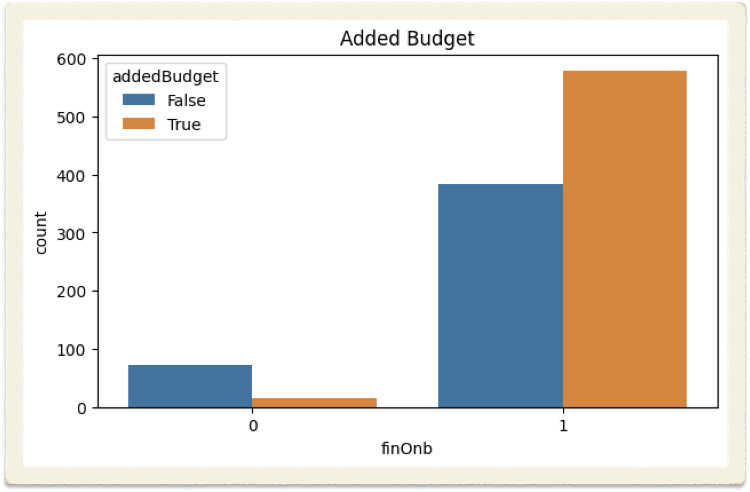 Added Budget
addedBudget
False
True
600
500
400
300
200
100
0
count
0 1
finOnb